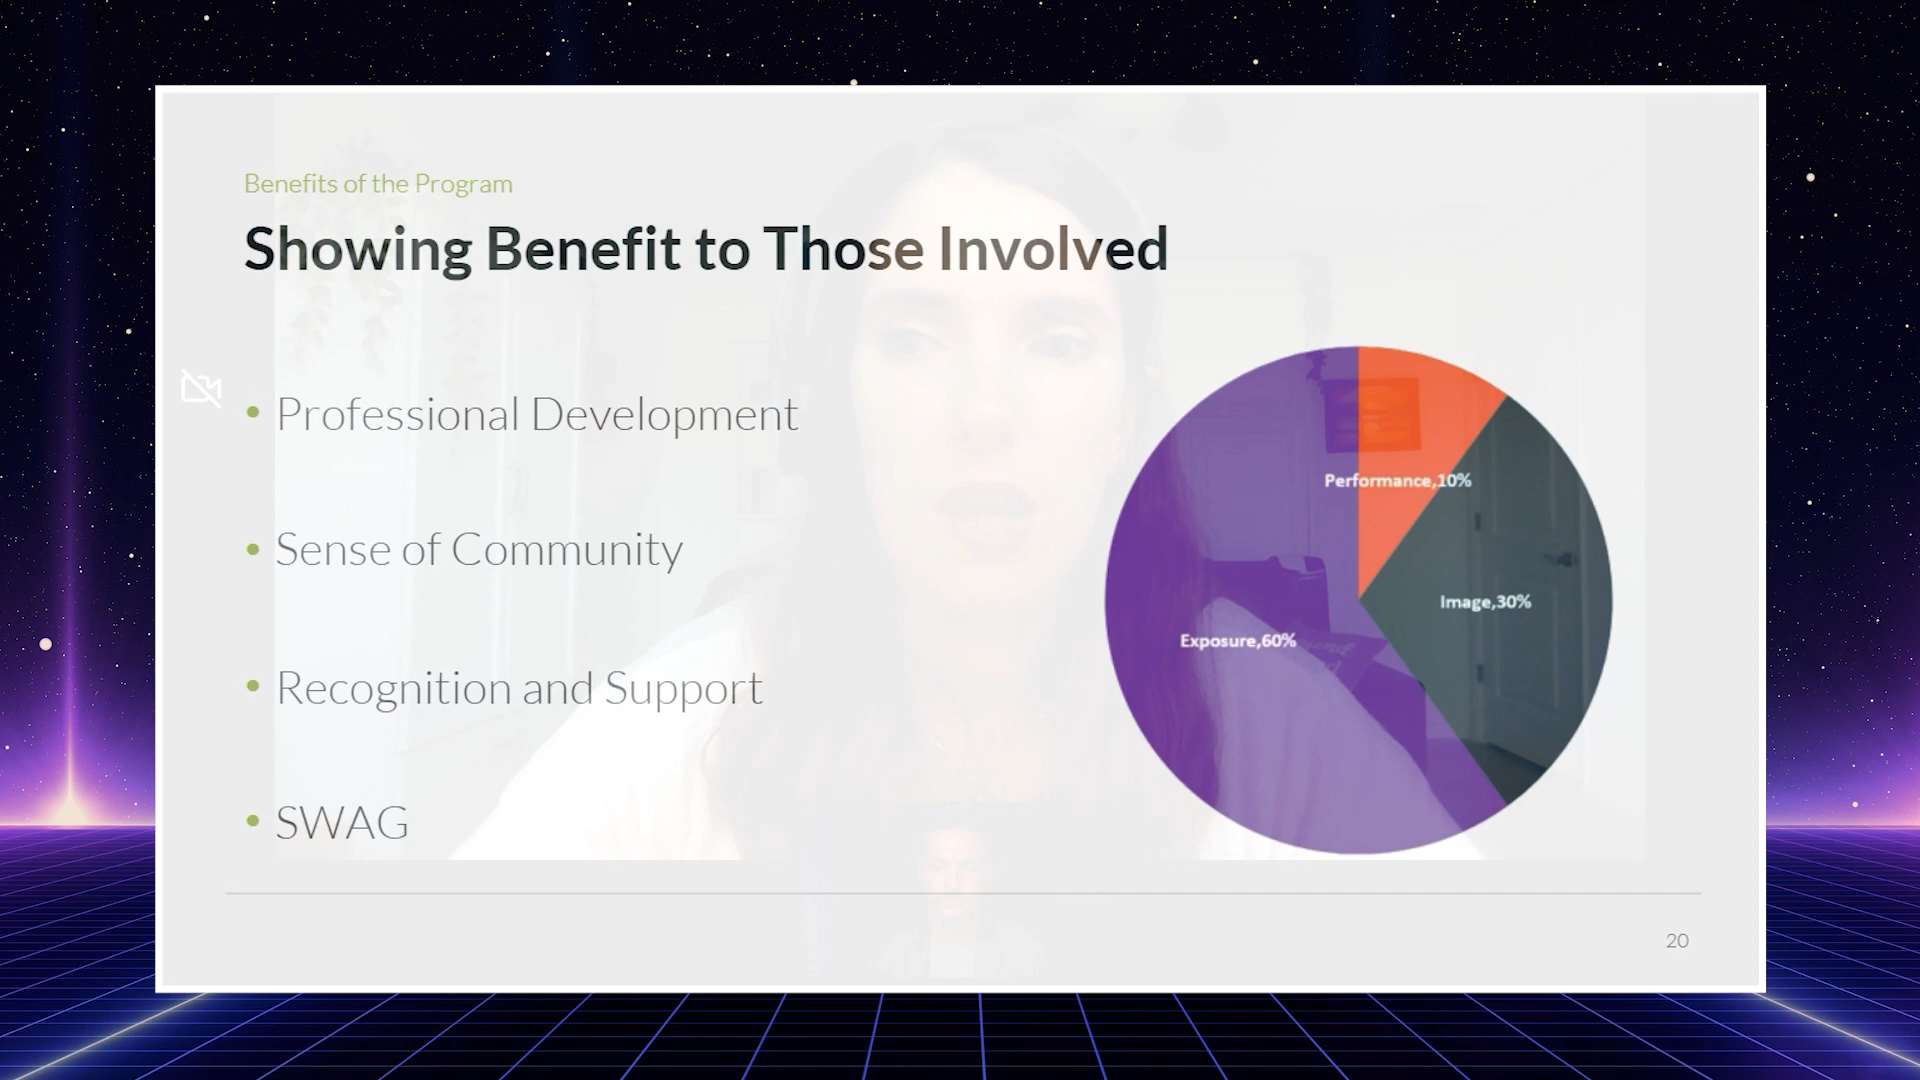 Benefits of the Program
Showing Benefit to Those Involved
• Professional Development
• Sense of Community
• Recognition and Support
• SWAG
Performance,10%
Image,30%
Exposure,60%
20